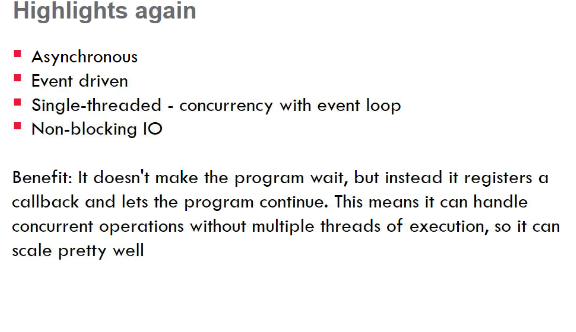 Highlights again
Asynchronous
Event driven
Single-threaded - concurrency with event loop
Non-blocking IO
Benefit: It doesn't make the program wait, but instead it registers a
callback and lets the program continue. This means it can handle
concurrent operations without multiple threads of execution, so it can
scale pretty well